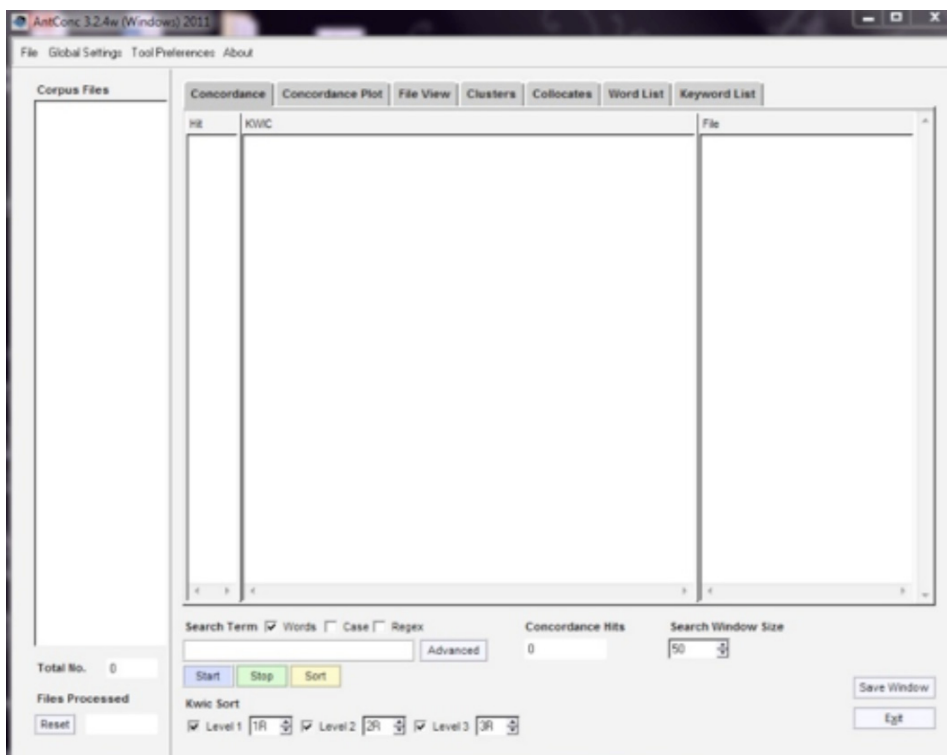 AntConc 3.2.4w (Windows) 2011
File Global Settings Tool Preferences About
Corpus Files
Concordance Concordance Plot File View Clusters Collocates Word List Keyword List
Hit KWIC File
Search Term Words Case Regex Concordance Hits Search Window Size
Advanced 0 50
Total No. 0
Start Stop Sort
Save Window
Files Processed
Kwic Sort
Reset Level 1 1R Level 2 2R Level 3 3R Exit